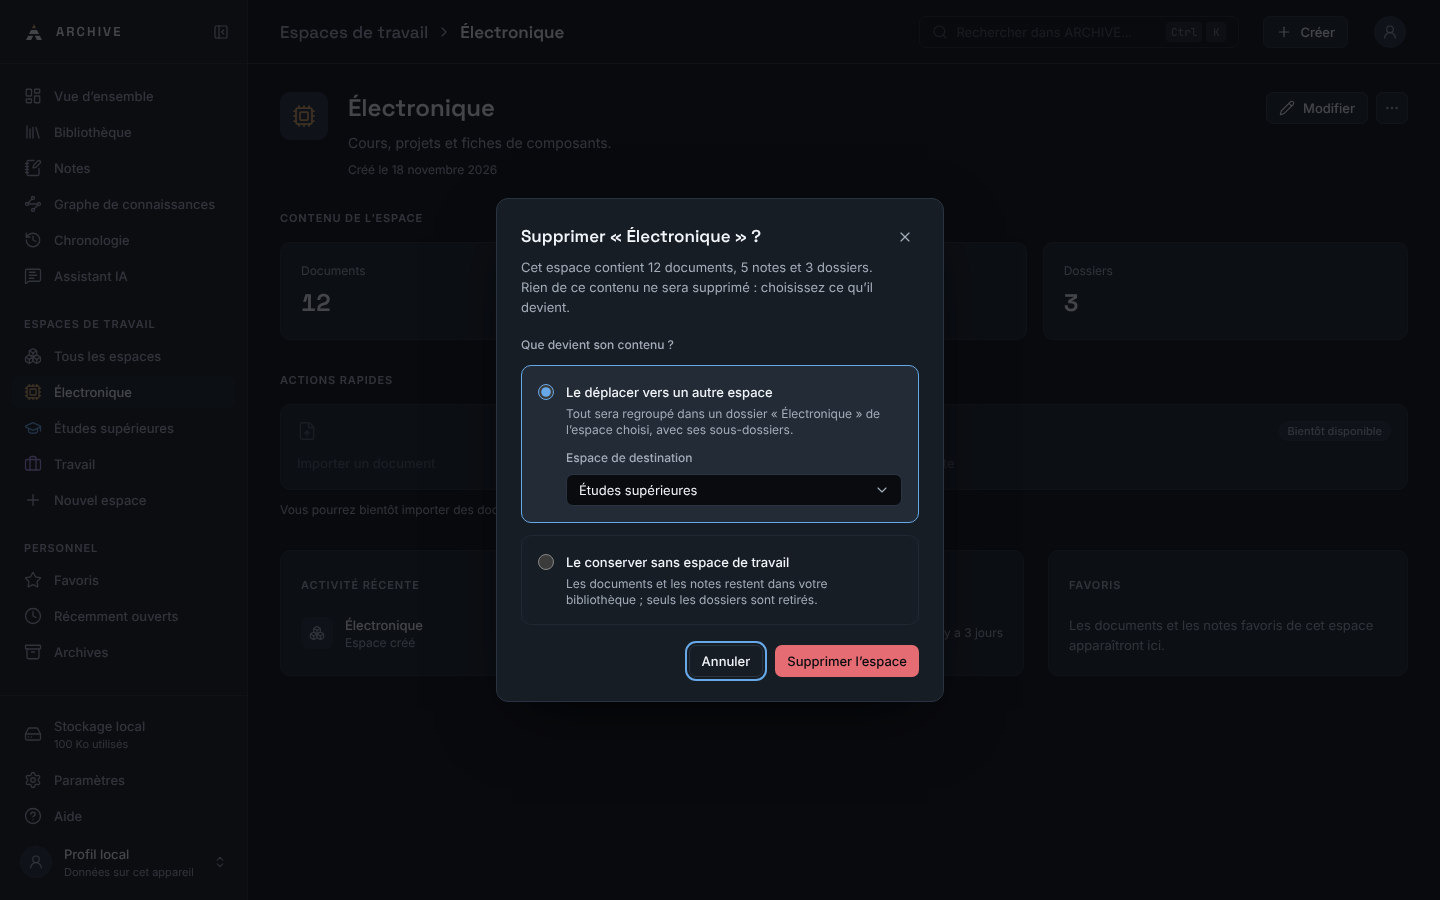 ARCHIVE
Espaces de travail > Électronique
Rechercher dans ARCHIVE...
Ctrl K
Créer
Vue d'ensemble
Bibliothèque
Notes
Graphe de connaissances
Chronologie
Assistant IA
ESPACES DE TRAVAIL
Tous les espaces
Électronique
Études supérieures
Travail
Nouvel espace
PERSONNEL
Favoris
Récemment ouverts
Archives
Stockage local
100 Ko utilisés
Paramètres
Aide
Profil local
Données sur cet appareil
Électronique
Cours, projets et fiches de composants.
Créé le 18 novembre 2026
Modifier
CONTENU DE L'ESPACE
Documents
12
Dossiers
3
ACTIONS RAPIDES
Importer un document
Bientôt disponible
Vous pourrez bientôt importer des
ACTIVITÉ RÉCENTE
Électronique
Espace créé
y a 3 jours
FAVORIS
Les documents et les notes favoris de cet espace
apparaîtront ici.
Supprimer « Électronique » ?
Cet espace contient 12 documents, 5 notes et 3 dossiers.
Rien de ce contenu ne sera supprimé : choisissez ce qu'il
devient.
Que devient son contenu ?
Le déplacer vers un autre espace
Tout sera regroupé dans un dossier « Électronique » de
l'espace choisi, avec ses sous-dossiers.
Espace de destination
Études supérieures
Le conserver sans espace de travail
Les documents et les notes restent dans votre
bibliothèque ; seuls les dossiers sont retirés.
Annuler
Supprimer l'espace